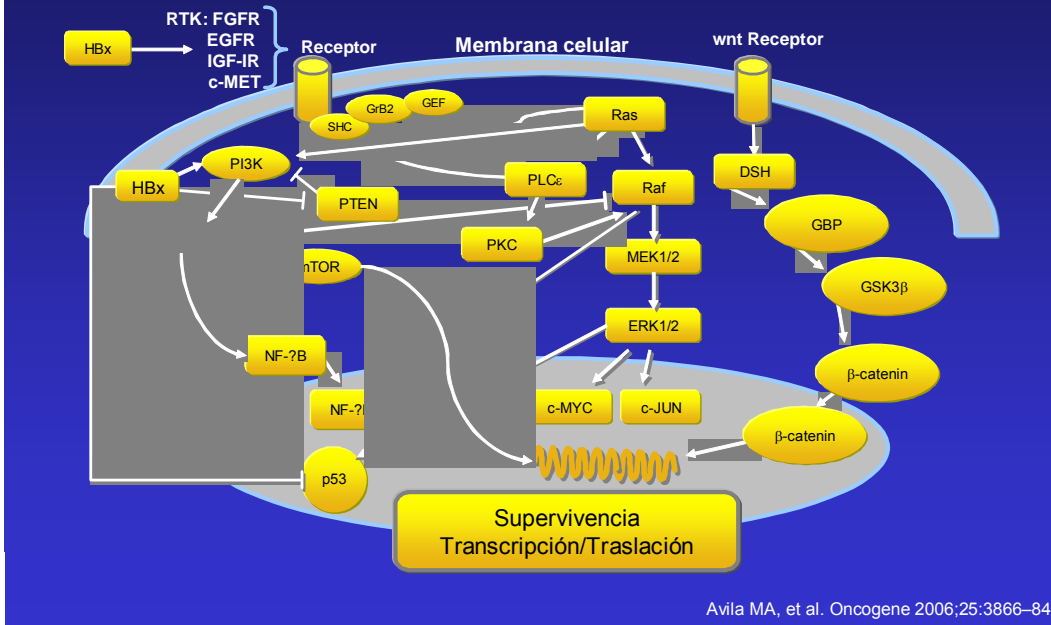 RTK: FGFR
EGFR
IGF-IR
c-MET
HBx
Receptor
Membrana celular
wnt Receptor
SHC
GrB2
GEF
Ras
PI3K
HBx
PTEN
PLCε
Raf
DSH
PKC
GBP
MEK1/2
mTOR
GSK3β
ERK1/2
NF-?B
β-catenin
NF-?
c-MYC
c-JUN
β-catenin
p53
Supervivencia
Transcripción/Traslación
Avila MA, et al. Oncogene 2006;25:3866–84